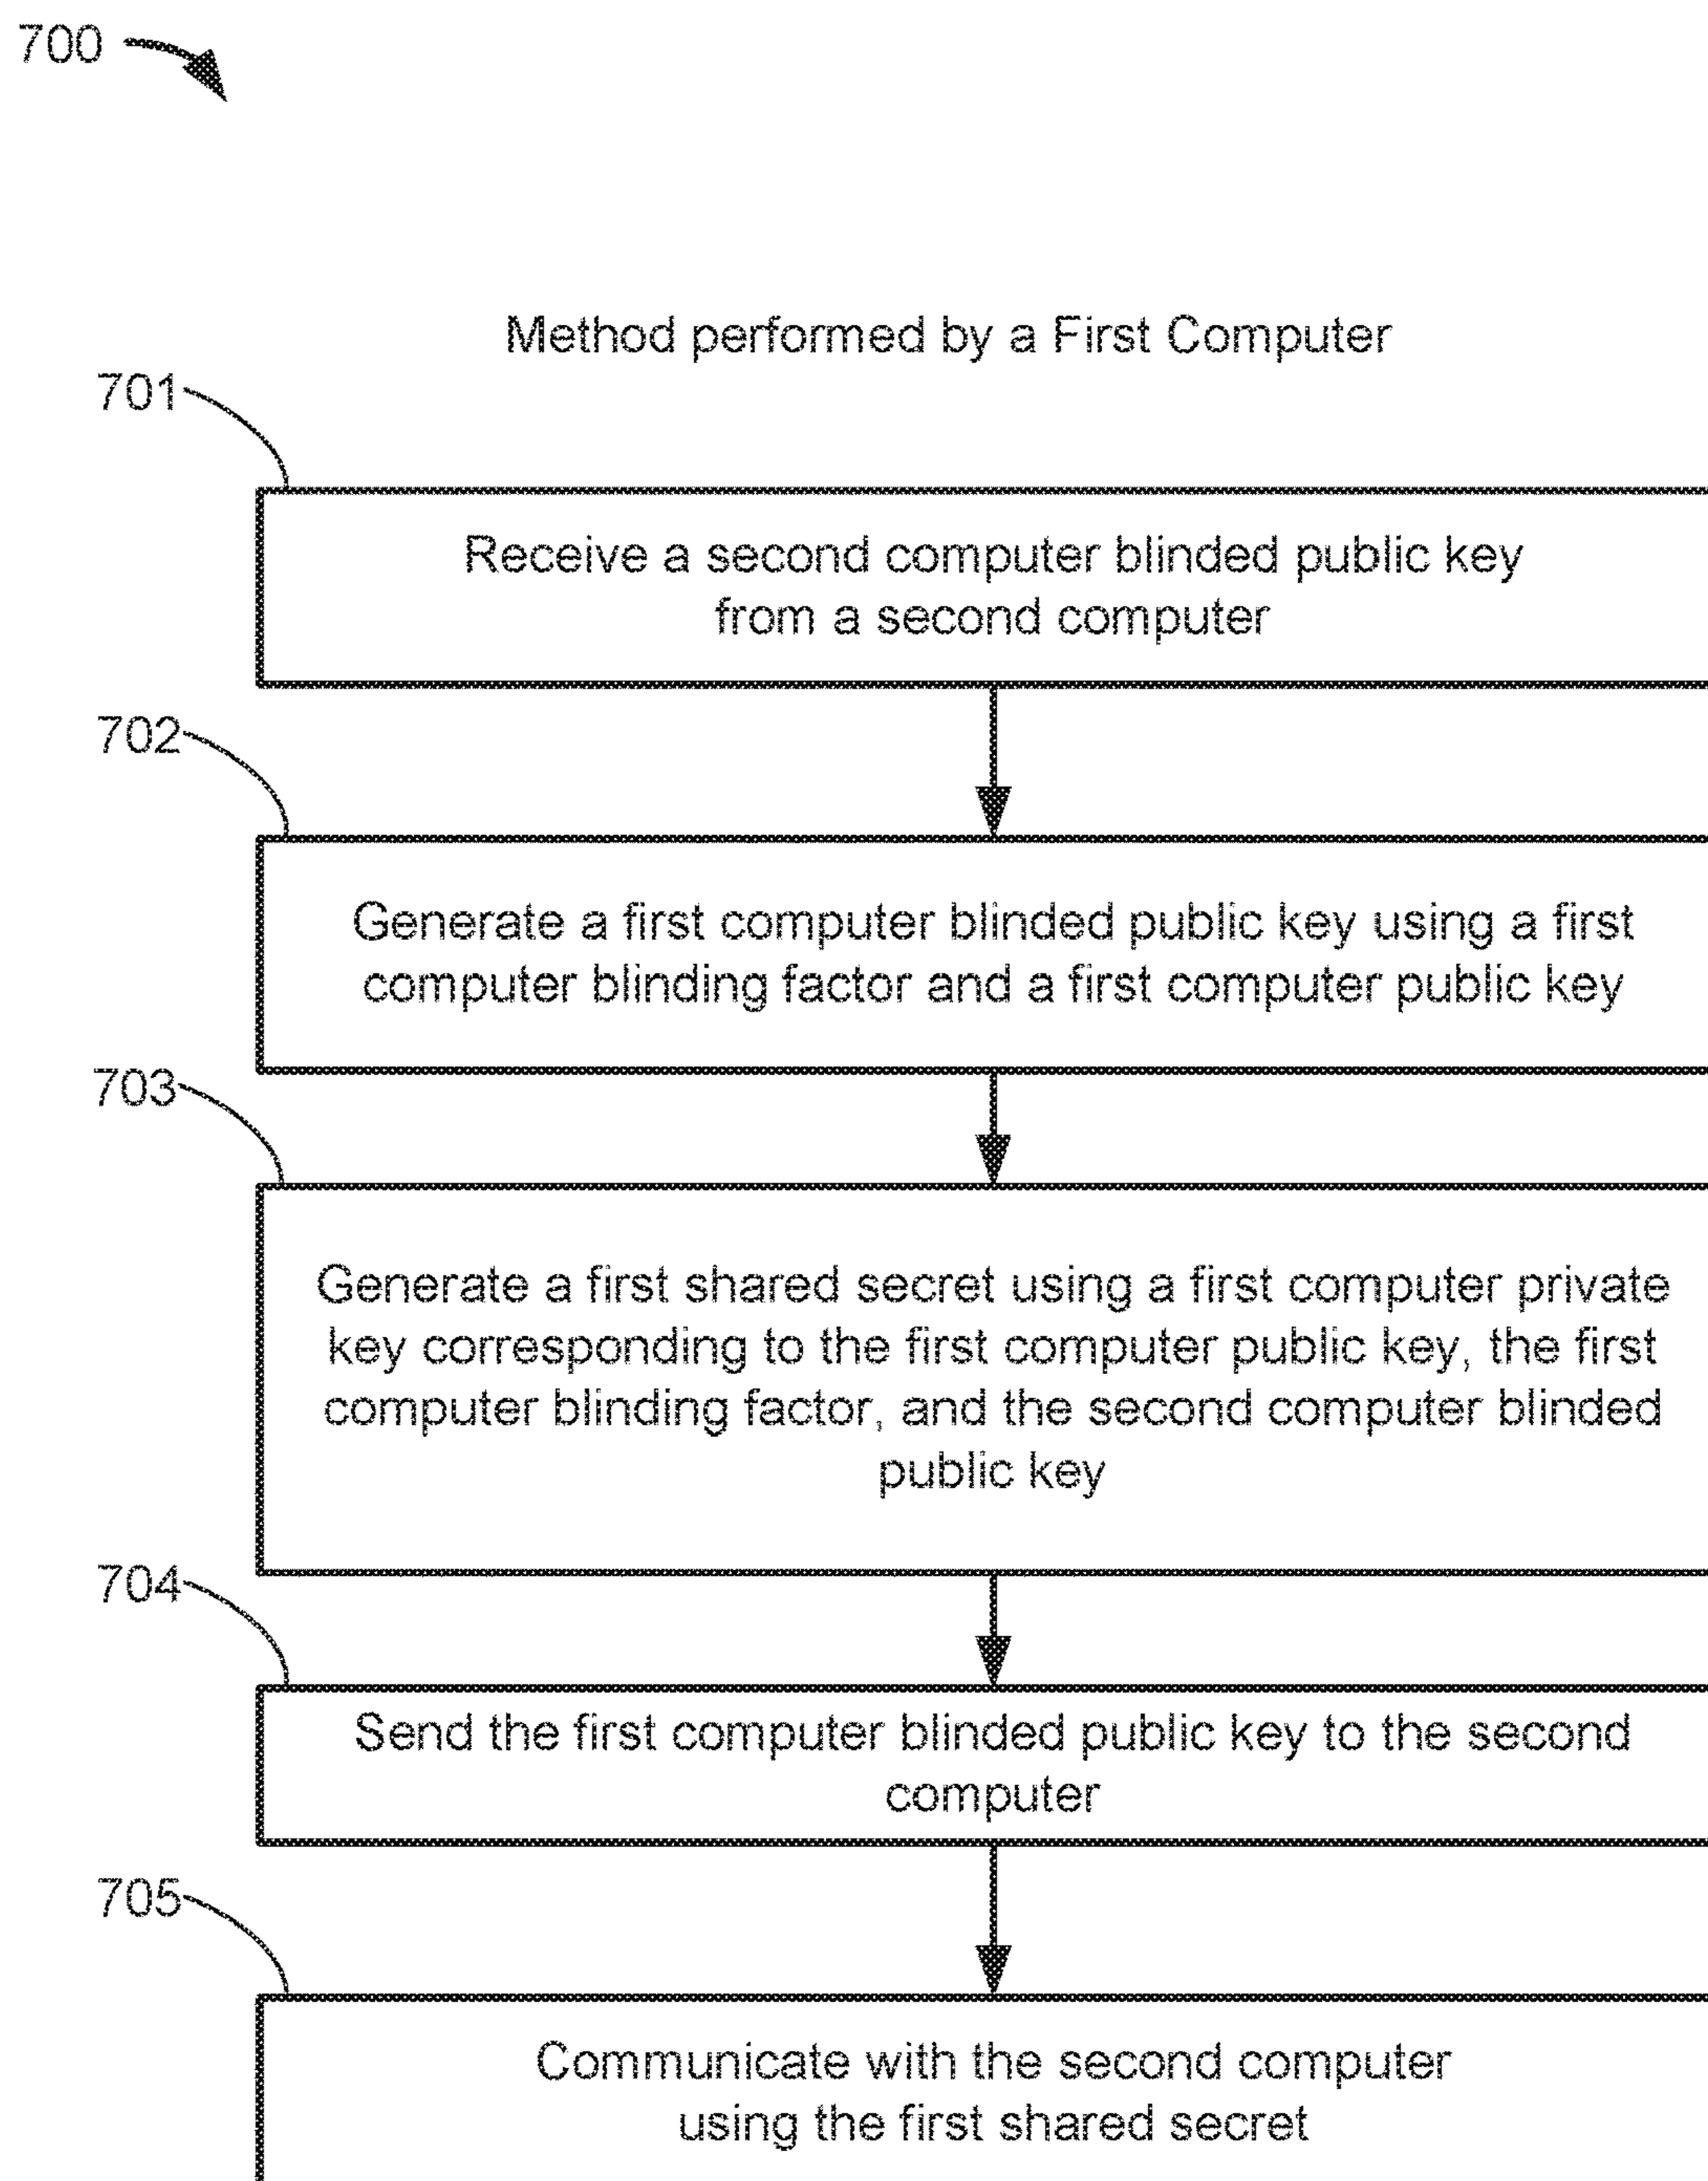 700
Method performed by a First Computer
701
Receive a second computer blinded public key
from a second computer
702
Generate a first computer blinded public key using a first
computer blinding factor and a first computer public key
703
Generate a first shared secret using a first computer private
key corresponding to the first computer public key, the first
computer blinding factor, and the second computer blinded
public key
704
Send the first computer blinded public key to the second
computer
705
Communicate with the second computer
using the first shared secret